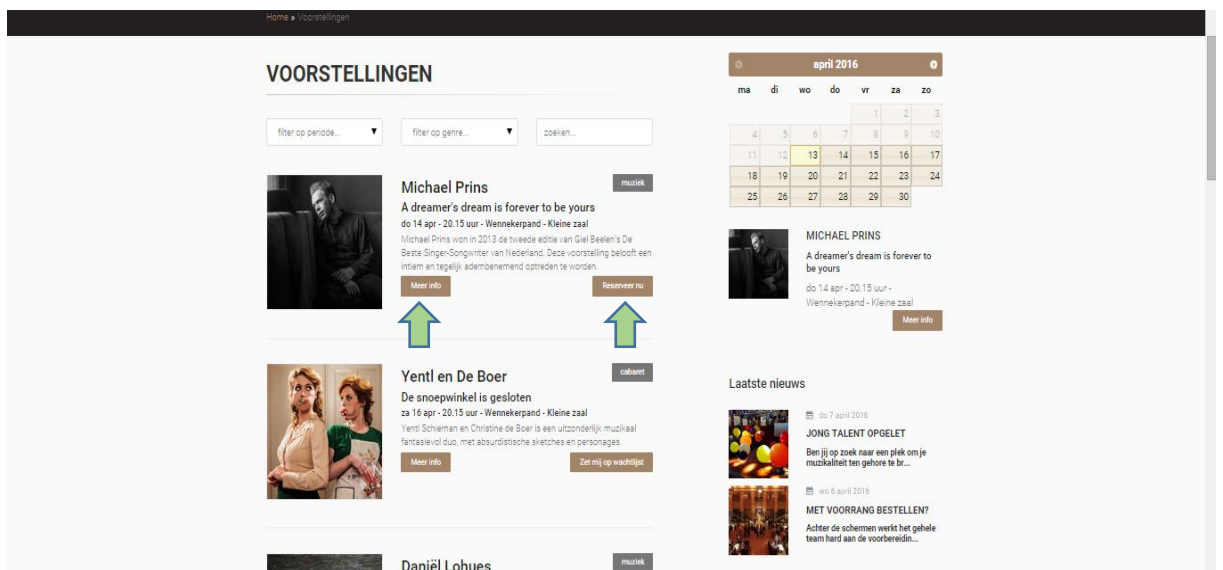 Home » Voorstellingen
VOORSTELLINGEN
filter op periode...
filter op genre...
zoeken...
Michael Prins
muziek
A dreamer's dream is forever to be yours
do 14 apr - 20.15 uur - Wennekerpand - Kleine zaal
Michael Prins won in 2013 de tweede editie van Giel Beelen's De
Beste Singer-Songwriter van Nederland. Deze voorstelling belooft een
intiem en tegelijk adembenemend optreden te worden.
Meer info
Reserveer nu
Yentl en De Boer
cabaret
De snoepwinkel is gesloten
za 16 apr - 20.15 uur - Wennekerpand - Kleine zaal
Yentl Schieman en Christine de Boer is een uitzonderlijk muzikaal
fantasievol duo, met absurdistische sketches en personages.
Meer info
Zet mij op wachtlijst
Daniël Lohues
muziek
april 2016
ma di wo do vr za zo
1 2 3
4 5 6 7 8 9 10
11 12 13 14 15 16 17
18 19 20 21 22 23 24
25 26 27 28 29 30
MICHAEL PRINS
A dreamer's dream is forever to
be yours
do 14 apr - 20.15 uur -
Wennekerpand - Kleine zaal
Meer info
Laatste nieuws
do 7 april 2016
JONG TALENT OPGELET
Ben jij op zoek naar een plek om je
muzikaliteit ten gehore te br...
wo 6 april 2016
MET VOORRANG BESTELLEN?
Achter de schermen werkt het gehele
team hard aan de voorbereidin...